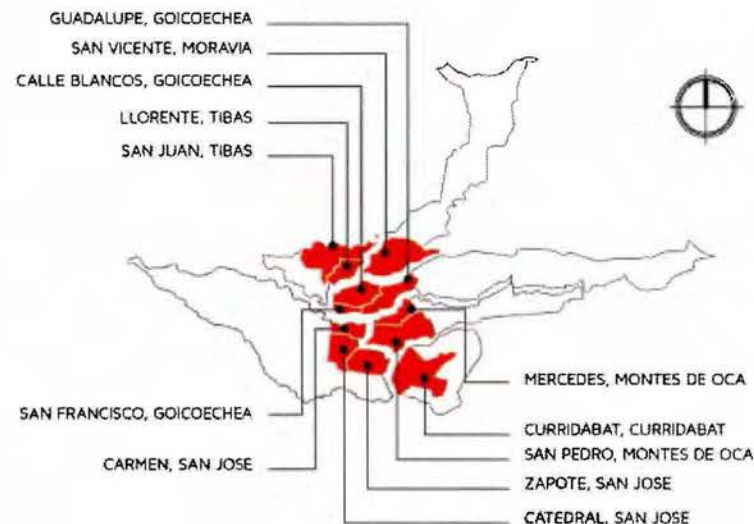 GUADALUPE, GOICOECHEA
SAN VICENTE, MORAVIA
CALLE BLANCOS, GOICOECHEA
LLORENTE, TIBAS
SAN JUAN, TIBAS
MERCEDES, MONTES DE OCA
SAN FRANCISCO, GOICOECHEA
CURRIDABAT, CURRIDABAT
SAN PEDRO, MONTES DE OCA
CARMEN, SAN JOSE
ZAPOTE, SAN JOSE
CATEDRAL, SAN JOSE